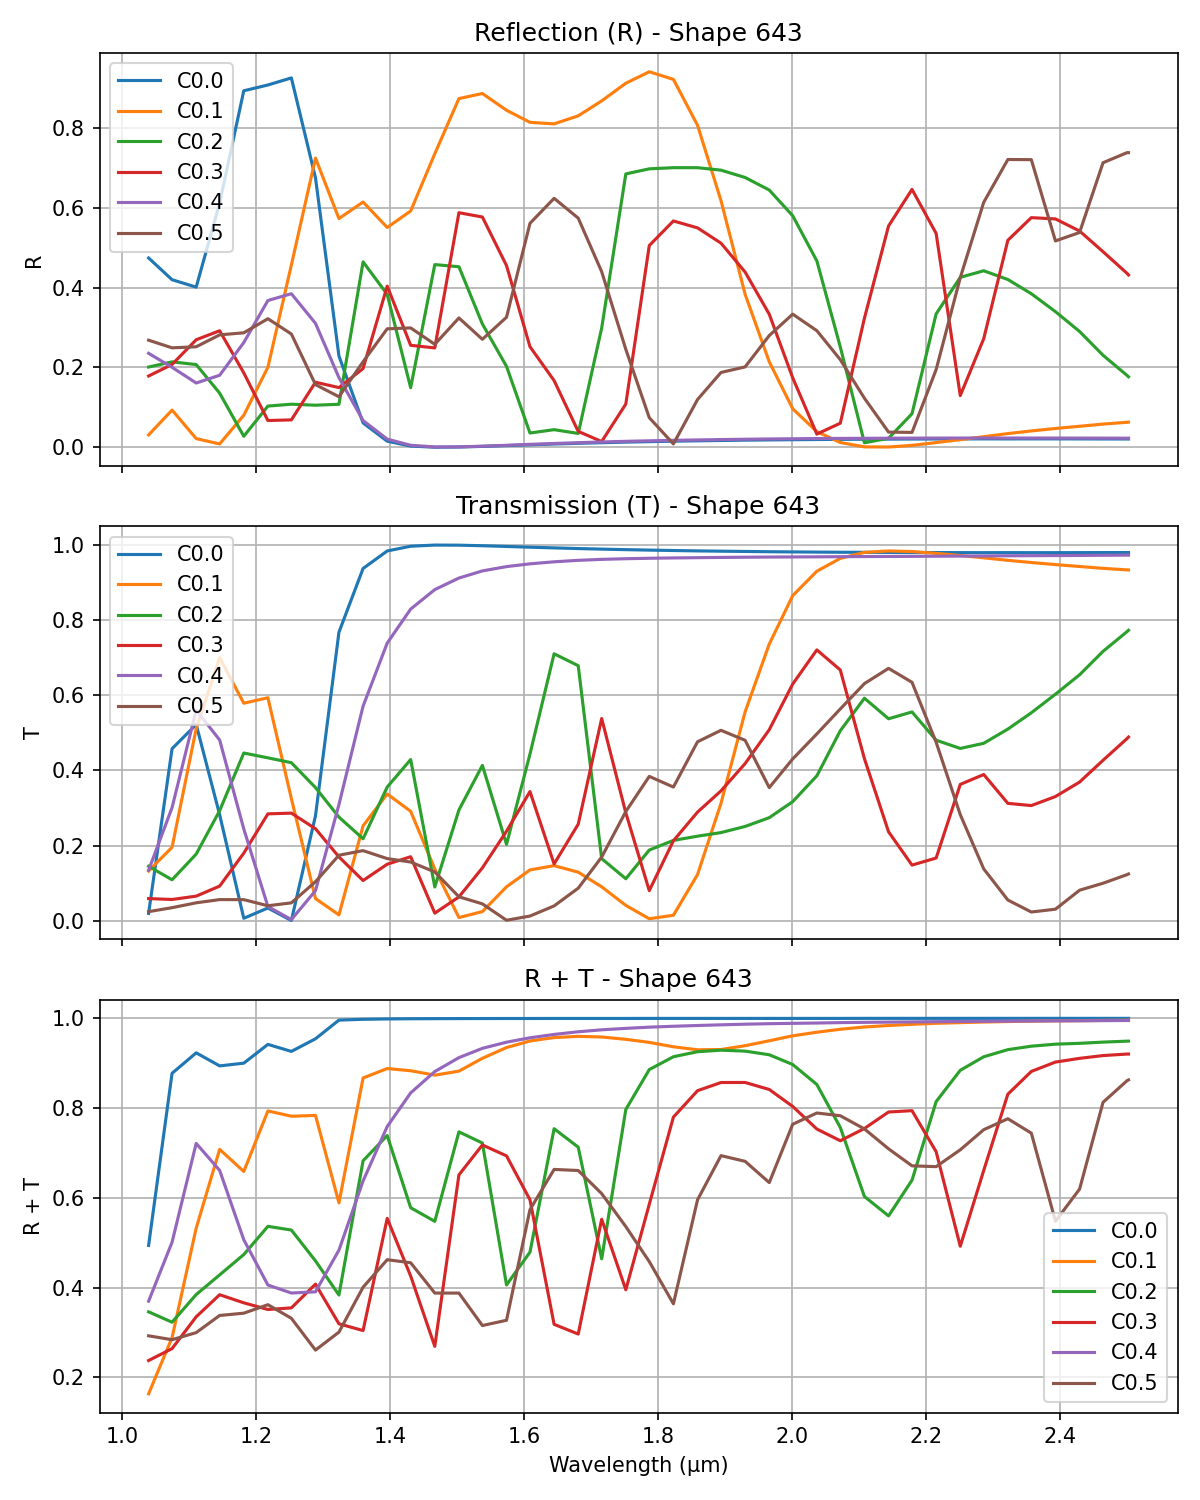 Reflection (R) - Shape 643
C0.0
C0.1
C0.2
C0.3
C0.4
C0.5
R
0.8
0.6
0.4
0.2
0.0
Transmission (T) - Shape 643
C0.0
C0.1
C0.2
C0.3
C0.4
C0.5
T
1.0
0.8
0.6
0.4
0.2
0.0
R + T - Shape 643
R + T
1.0
0.8
0.6
0.4
0.2
C0.0
C0.1
C0.2
C0.3
C0.4
C0.5
1.0 1.2 1.4 1.6 1.8 2.0 2.2 2.4
Wavelength (μm)